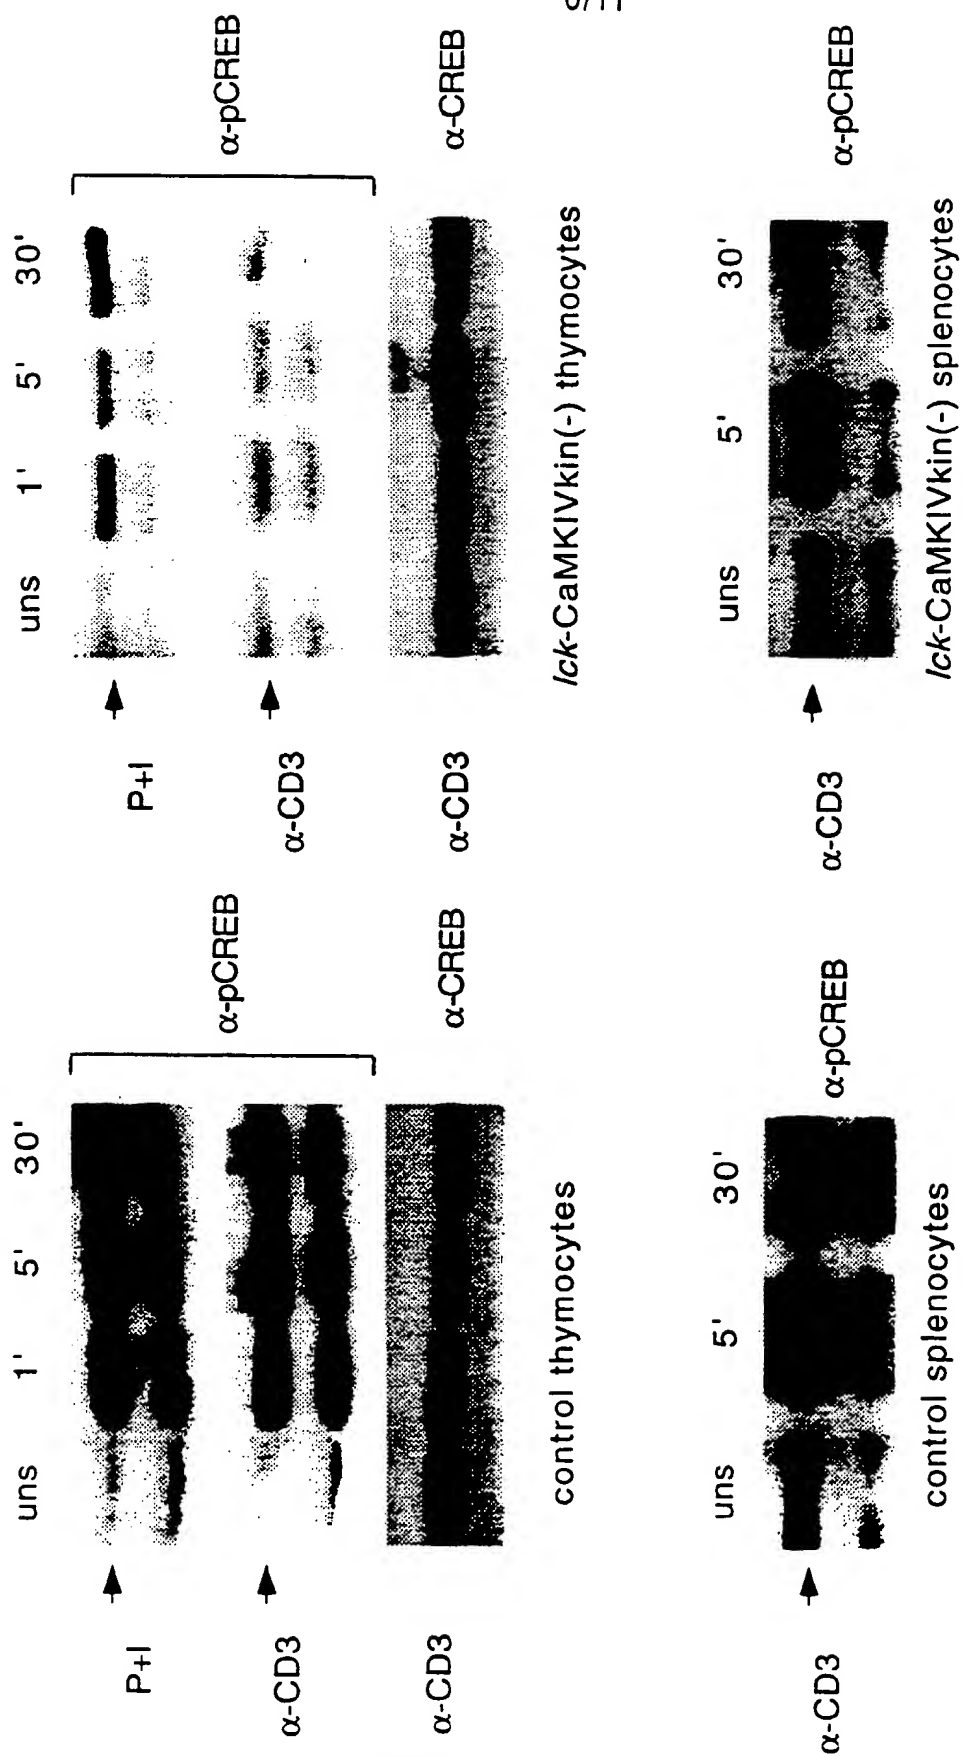 uns 1' 5' 30'
P+I
α-CD3
α-pCREB
α-CD3
α-CREB
control thymocytes
uns 1' 5' 30'
P+I
α-CD3
α-pCREB
α-CD3
α-CREB
lck-CaMKIVkin(-) thymocytes
uns 5' 30'
α-CD3
α-pCREB
control splenocytes
uns 5' 30'
α-CD3
α-pCREB
lck-CaMKIVkin(-) splenocytes